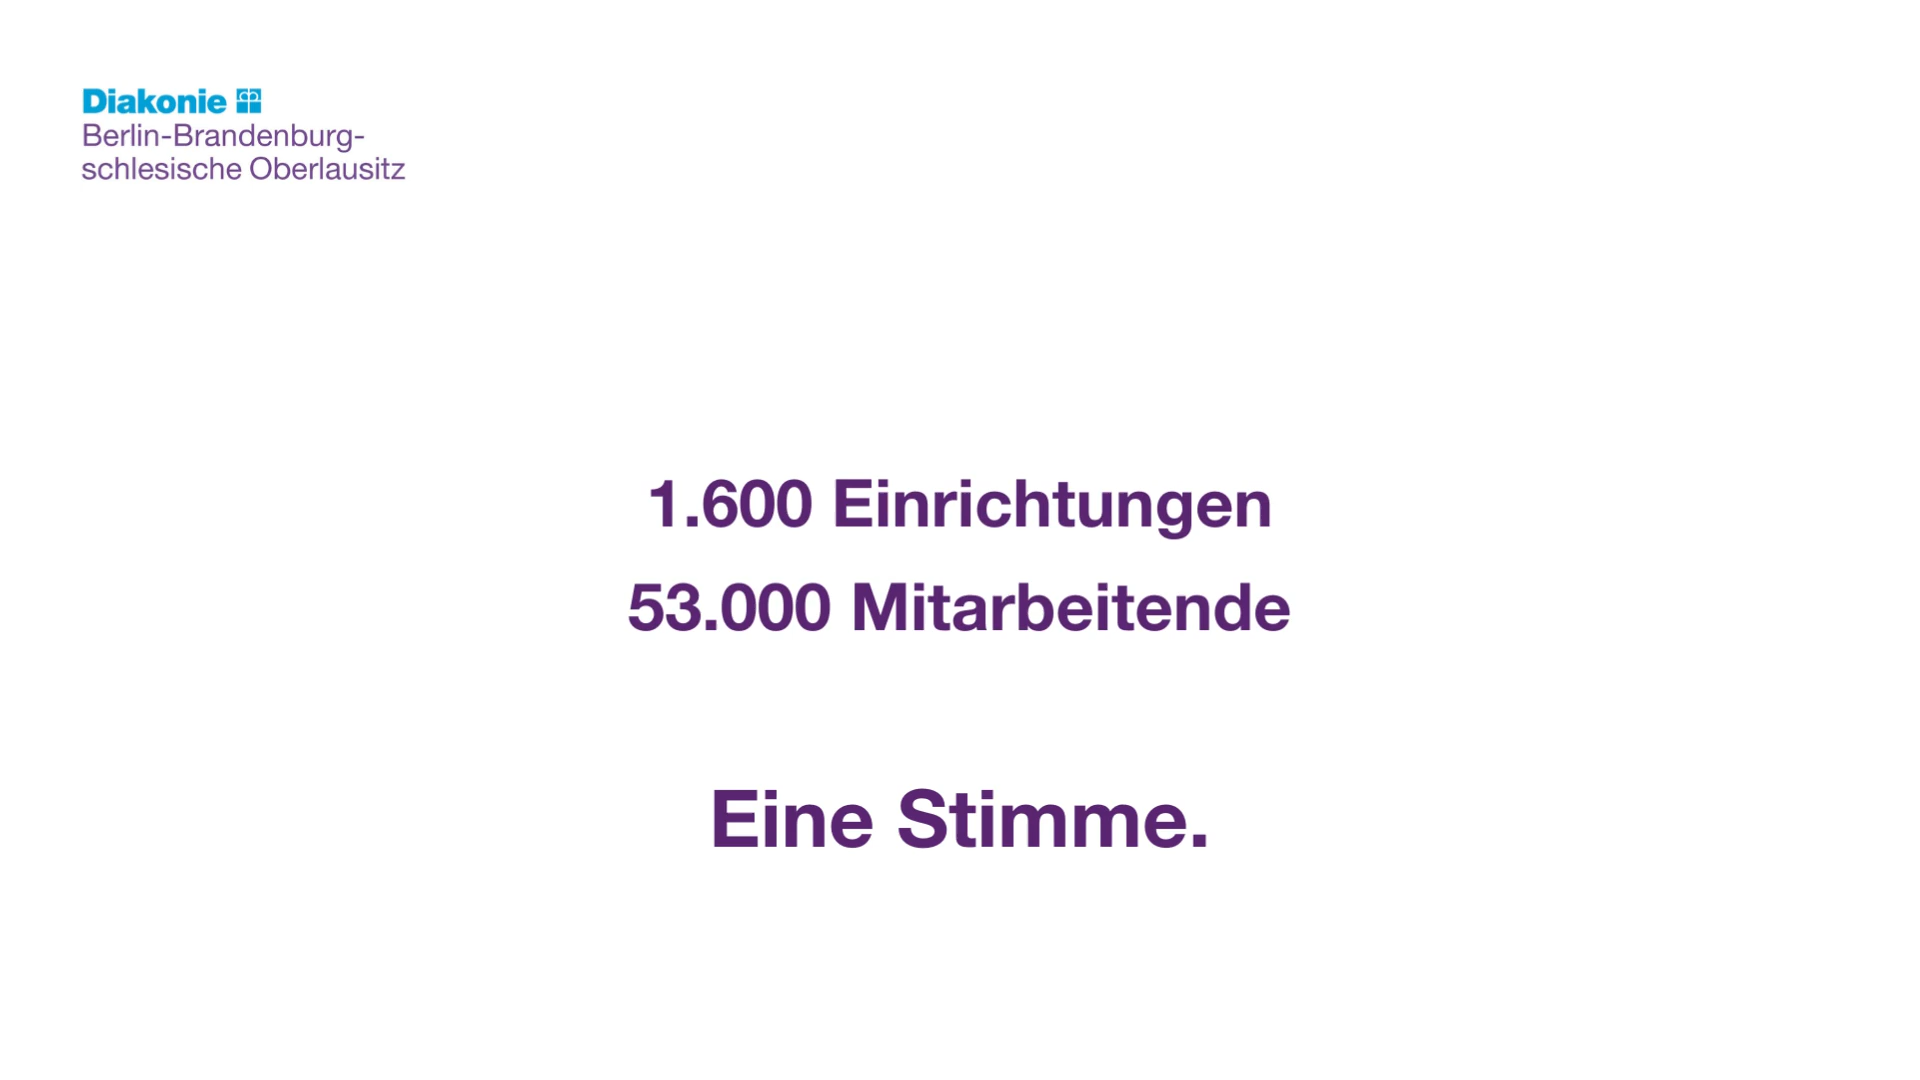 Diakonie
Berlin-Brandenburg-
schlesische Oberlausitz
1.600 Einrichtungen
53.000 Mitarbeitende
Eine Stimme.